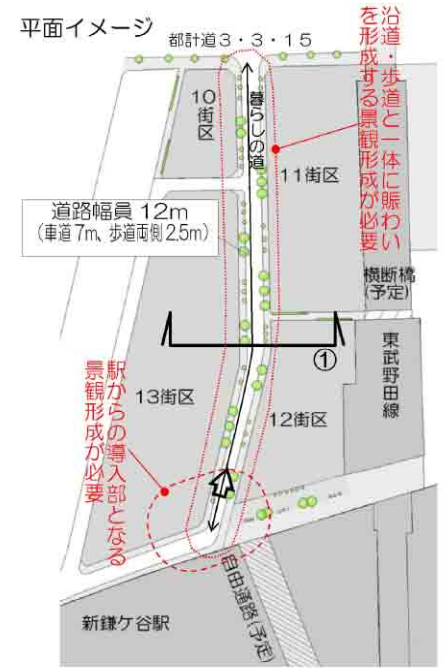 平面イメージ
都計道3・3・15
沿道・歩道と一体に賑わい
を形成する景観形成が必要
暮らしの道
10
街区
11街区
道路幅員 12m
(車道7m、歩道両側2.5m)
横断橋
(予定)
①
東武野田線
13街区
12街区
駅からの導入部となる
景観形成が必要
自由通路(予定)
新鎌ケ谷駅